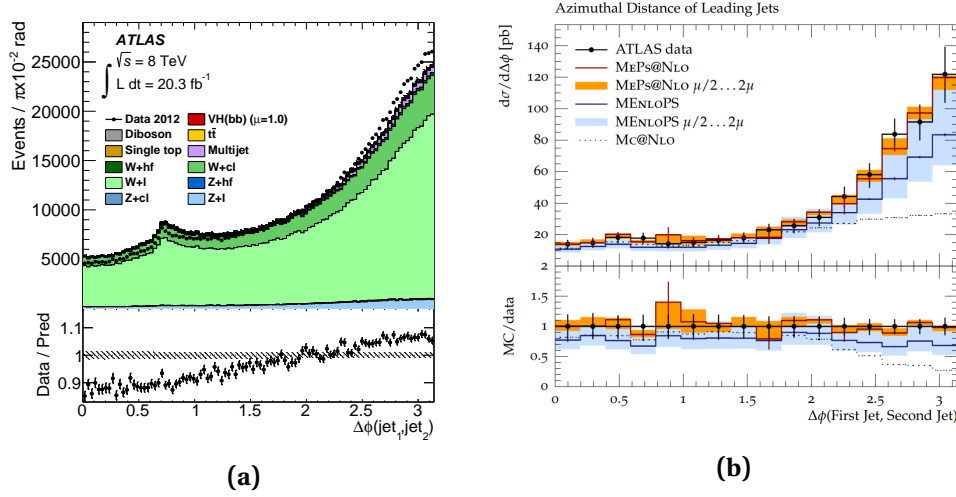 ATLAS
√s = 8 TeV
∫ L dt = 20.3 fb⁻¹
Data 2012
VH(bb) (μ=1.0)
Diboson
tt̄
Single top
Multijet
W+hf
W+cl
W+l
Z+hf
Z+cl
Z+l
Events / π×10⁻² rad
25000
20000
15000
10000
5000
Data / Pred
1.1
1
0.9
0 0.5 1 1.5 2 2.5 3
Δϕ(jet₁,jet₂)
(a)
Azimuthal Distance of Leading Jets
dσ/dΔϕ [pb]
140
120
100
80
60
40
20
ATLAS data
MEPS@NLO
MEPS@NLO μ/2...2μ
MENLOPS
MENLOPS μ/2...2μ
MC@NLO
MC/data
2
1.5
1
0.5
0
0 0.5 1 1.5 2 2.5 3
Δϕ(First Jet, Second Jet)
(b)